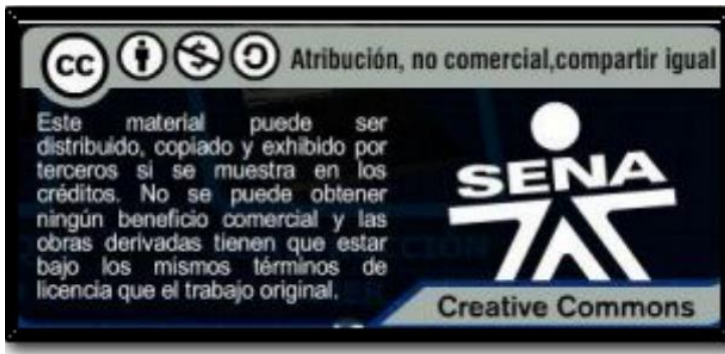 cc Atribución, no comercial,compartir igual
Este material puede ser
distribuido, copiado y exhibido por
terceros si se muestra en los
créditos. No se puede obtener
ningún beneficio comercial y las
obras derivadas tienen que estar
bajo los mismos términos de
licencia que el trabajo original.
SENA
Creative Commons